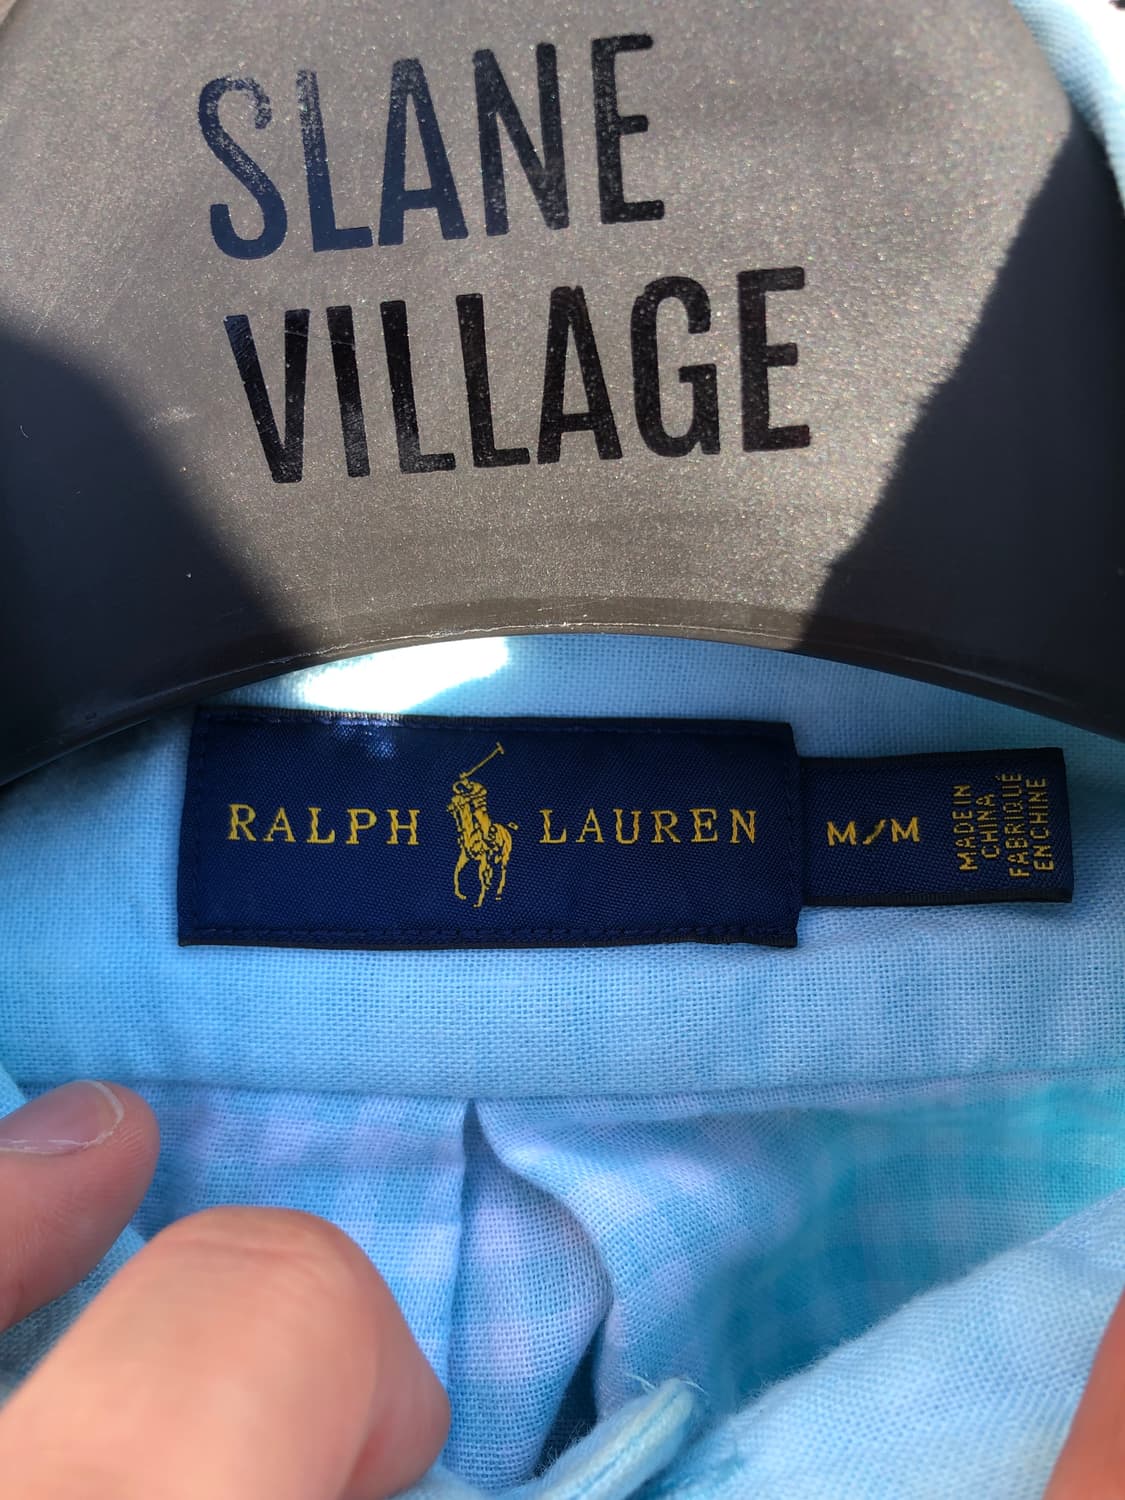 SLANE
VILLAGE
RALPH LAUREN
M/M
MADE IN
CHINA
FABRIQUÉ
EN CHINE